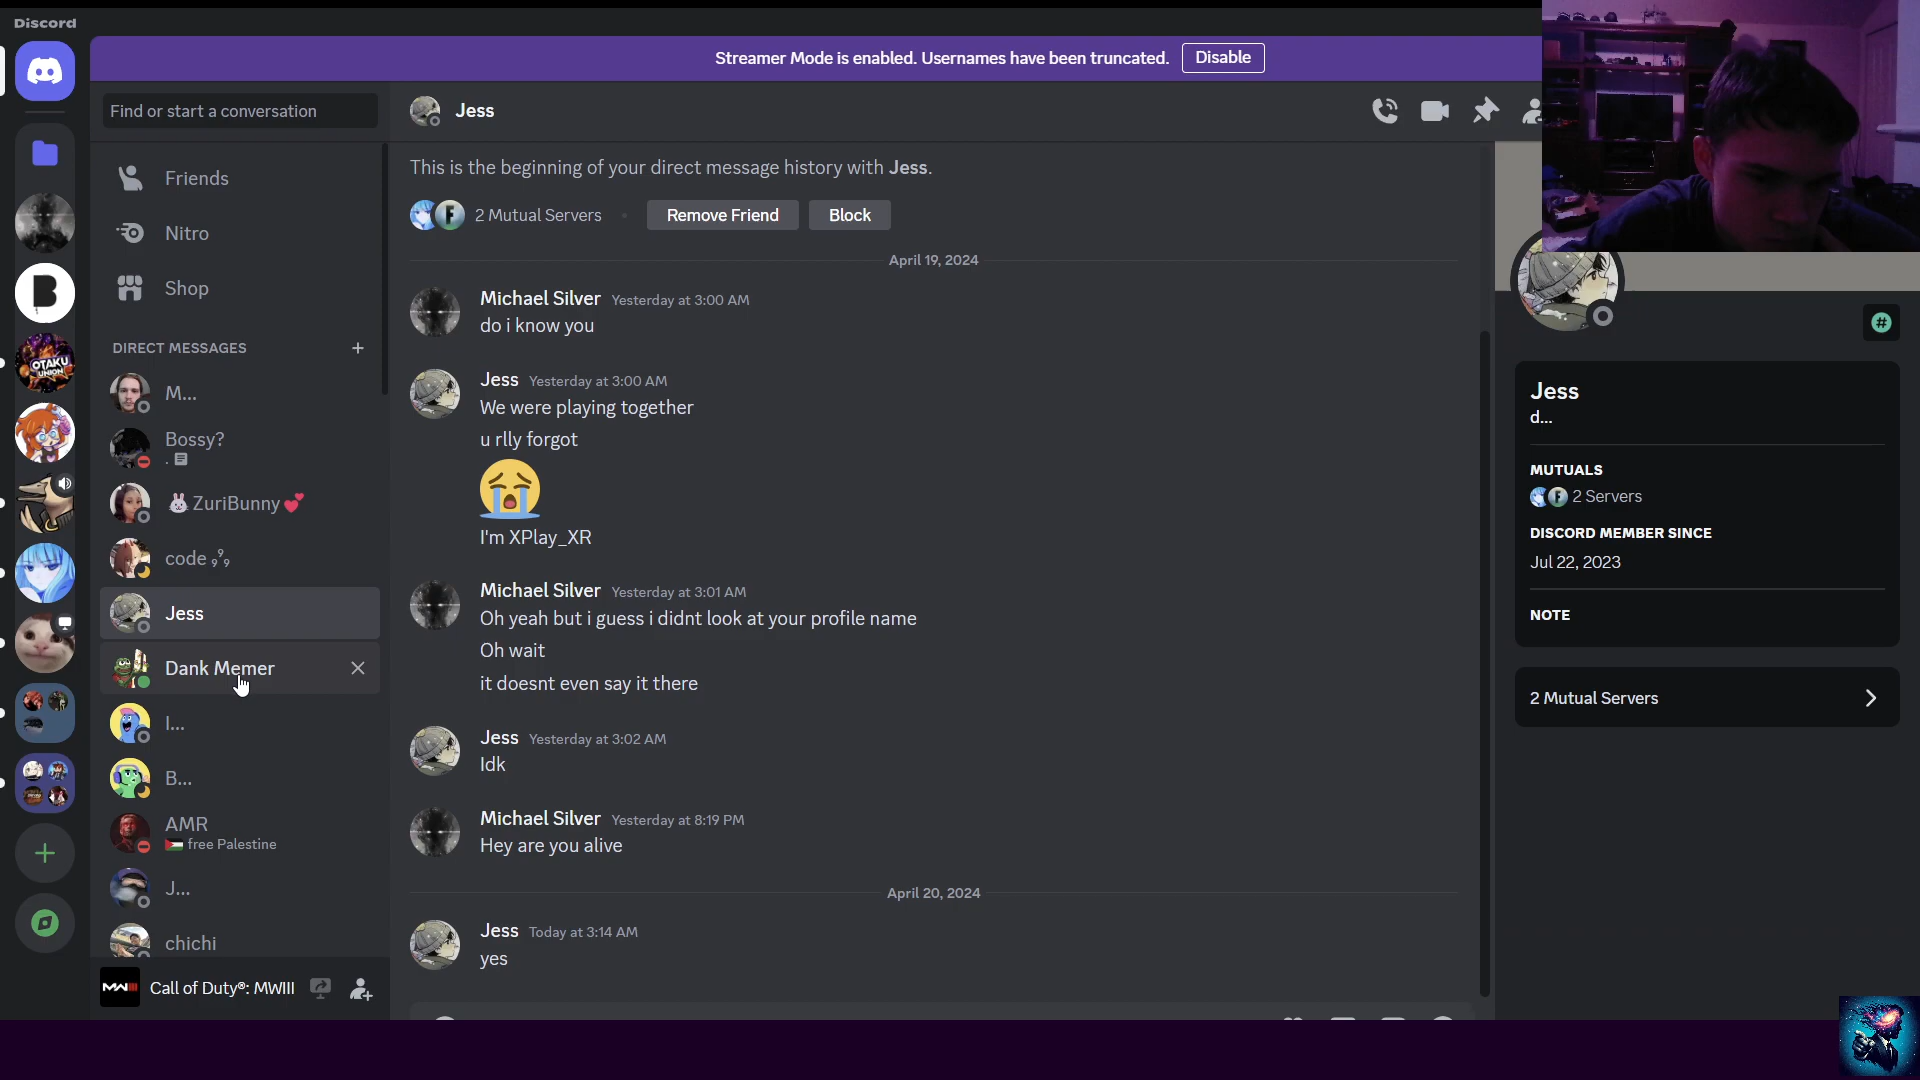 Discord
Streamer Mode is enabled. Usernames have been truncated. Disable
Find or start a conversation
Jess
Friends
Nitro
Shop
DIRECT MESSAGES
M...
Bossy?
.
ZuriBunny
code
Jess
Dank Memer
I...
B...
AMR
free Palestine
J...
chichi
Call of Duty®: MWIII
This is the beginning of your direct message history with Jess.
2 Mutual Servers Remove Friend Block
April 19, 2024
Michael Silver Yesterday at 3:00 AM
do i know you
Jess Yesterday at 3:00 AM
We were playing together
u rlly forgot
I'm XPlay_XR
Michael Silver Yesterday at 3:01 AM
Oh yeah but i guess i didnt look at your profile name
Oh wait
it doesnt even say it there
Jess Yesterday at 3:02 AM
Idk
Michael Silver Yesterday at 8:19 PM
Hey are you alive
April 20, 2024
Jess Today at 3:14 AM
yes
Jess
d...
MUTUALS
F 2 Servers
DISCORD MEMBER SINCE
Jul 22, 2023
NOTE
2 Mutual Servers
B
OTAKU
UNION
MWIII